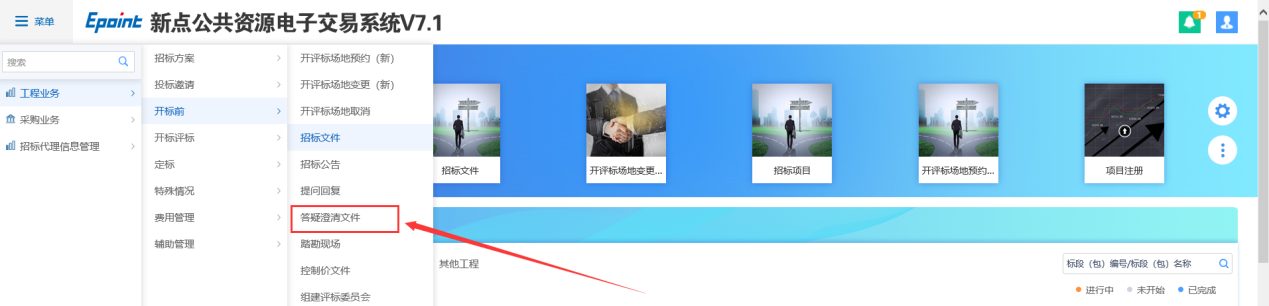 菜单
Epoint 新点公共资源电子交易系统V7.1
1
搜索
工程业务
采购业务
招标代理信息管理
招标方案
投标邀请
开标前
开标评标
定标
特殊情况
费用管理
辅助管理
开评标场地预约（新）
开评标场地变更（新）
开评标场地取消
招标文件
招标公告
提问回复
答疑澄清文件
踏勘现场
控制价文件
组建评标委员会
招标文件
开评标场地变更...
招标项目
开评标场地预约...
项目注册
其他工程
标段（包）编号/标段（包）名称
进行中
未开始
已完成